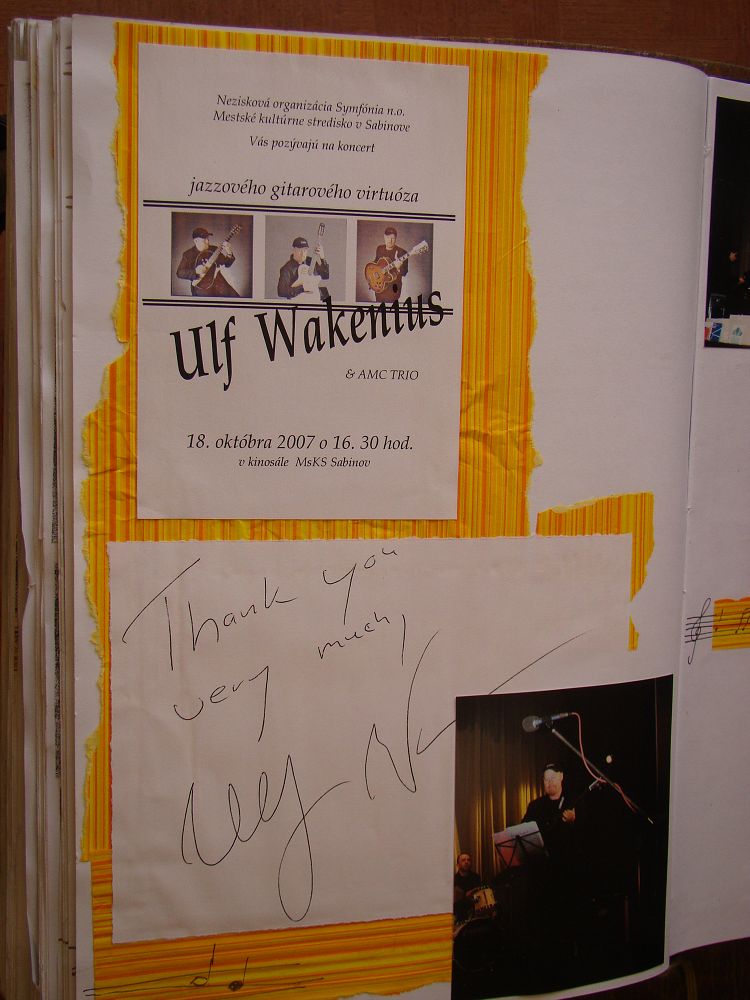 Nezisková organizácia Symfónia n.o.
Mestské kultúrne stredisko v Sabinove
Vás pozývajú na koncert
jazzového gitarového virtuóza
Ulf Wakenius
& AMC TRIO
18. októbra 2007 o 16. 30 hod.
v kinosále MsKS Sabinov
Thank you
very much,
Ulf